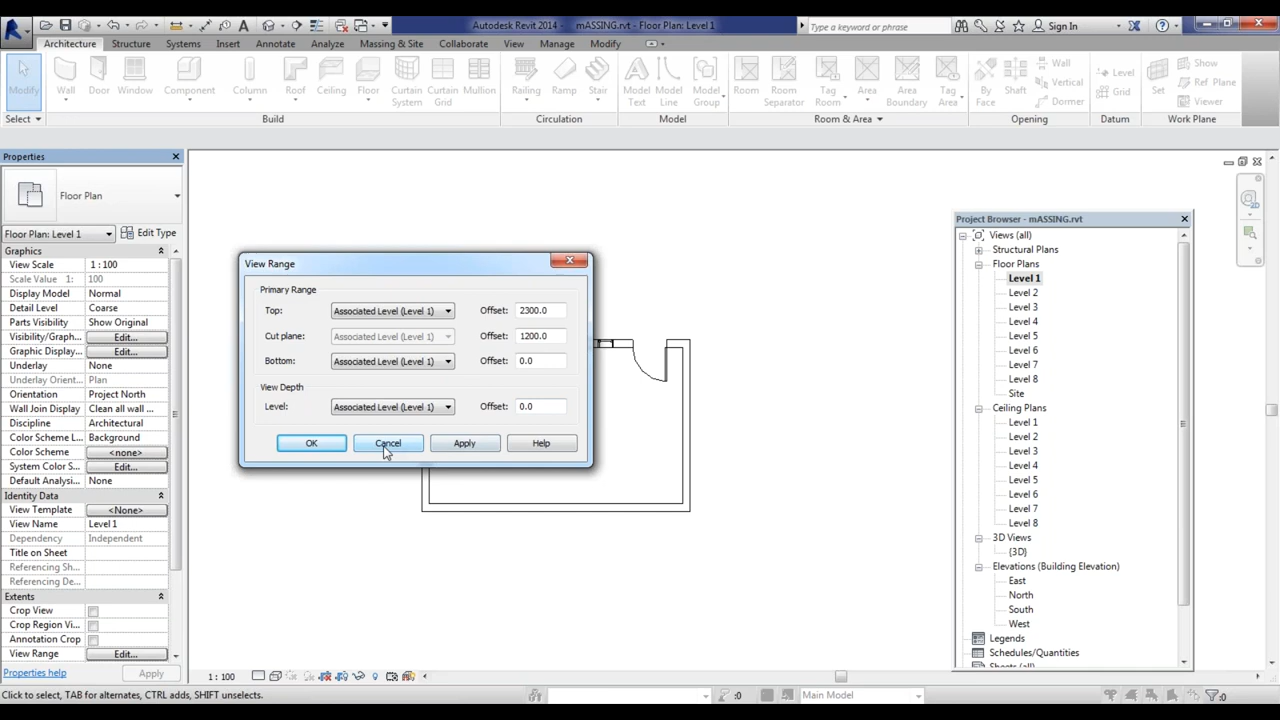 Autodesk Revit 2014 - mASSING.rvt - Floor Plan: Level 1
Type a keyword or phrase
Sign In
Architecture Structure Systems Insert Annotate Analyze Massing & Site Collaborate View Manage Modify
Modify Wall Door Window Component Column Roof Ceiling Floor Curtain System Curtain Grid Mullion Railing Ramp Stair Model Text Model Line Model Group Room Room Separator Tag Room Area Area Boundary Tag Area By Face Shaft Wall Vertical Dormer Level Grid Set Show Ref Plane Viewer
Select Build Circulation Model Room & Area Opening Datum Work Plane
Properties
Floor Plan
Floor Plan: Level 1 Edit Type
Graphics
View Scale 1 : 100
Scale Value 1: 100
Display Model Normal
Detail Level Coarse
Parts Visibility Show Original
Visibility/Graph... Edit...
Graphic Display... Edit...
Underlay None
Underlay Orient... Plan
Orientation Project North
Wall Join Display Clean all wall ...
Discipline Architectural
Color Scheme L... Background
Color Scheme <none>
System Color S... Edit...
Default Analysi... None
Identity Data
View Template <None>
View Name Level 1
Dependency Independent
Title on Sheet
Referencing Sh...
Referencing De...
Extents
Crop View
Crop Region Vi...
Annotation Crop
View Range Edit...
Properties help Apply
View Range
Primary Range
Top: Associated Level (Level 1) Offset: 2300.0
Cut plane: Associated Level (Level 1) Offset: 1200.0
Bottom: Associated Level (Level 1) Offset: 0.0
View Depth
Level: Associated Level (Level 1) Offset: 0.0
OK Cancel Apply Help
2D
Project Browser - mASSING.rvt
Views (all)
Structural Plans
Floor Plans
Level 1
Level 2
Level 3
Level 4
Level 5
Level 6
Level 7
Level 8
Site
Ceiling Plans
Level 1
Level 2
Level 3
Level 4
Level 5
Level 6
Level 7
Level 8
3D Views
{3D}
Elevations (Building Elevation)
East
North
South
West
Legends
Schedules/Quantities
Sheets (all)
1 : 100
Click to select, TAB for alternates, CTRL adds, SHIFT unselects.
:0
Main Model
:0